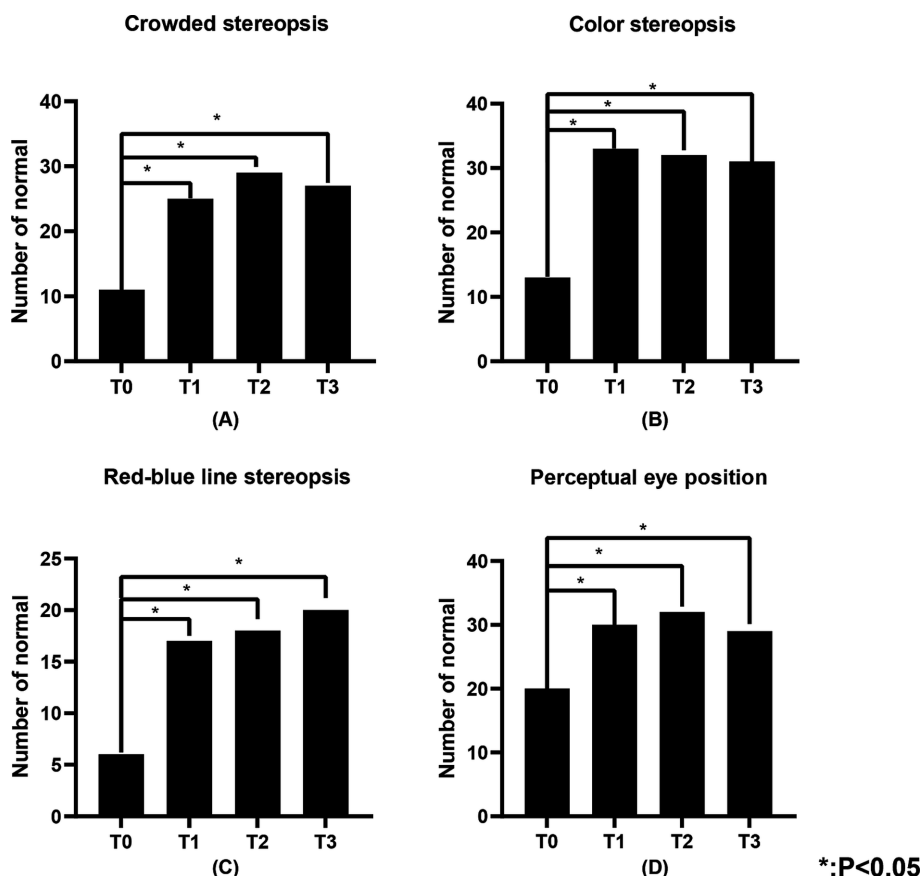 Crowded stereopsis
Number of normal
40
30
20
10
0
* * *
T0 T1 T2 T3
(A)
Color stereopsis
Number of normal
40
30
20
10
0
* * *
T0 T1 T2 T3
(B)
Red-blue line stereopsis
Number of normal
25
20
15
10
5
0
* * *
T0 T1 T2 T3
(C)
Perceptual eye position
Number of normal
40
30
20
10
0
* * *
T0 T1 T2 T3
(D)
*:P<0.05